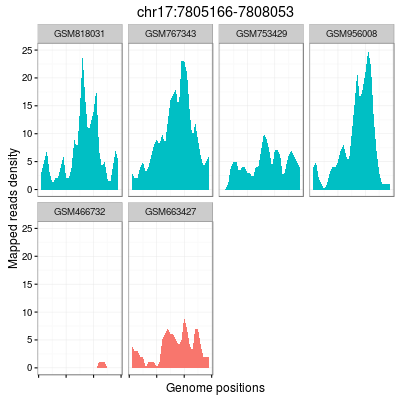 chr17:7805166-7808053
GSM818031 GSM767343 GSM753429 GSM956008
25
20
15
10
5
0
Mapped reads density
GSM466732 GSM663427
25
20
15
10
5
0
Genome positions